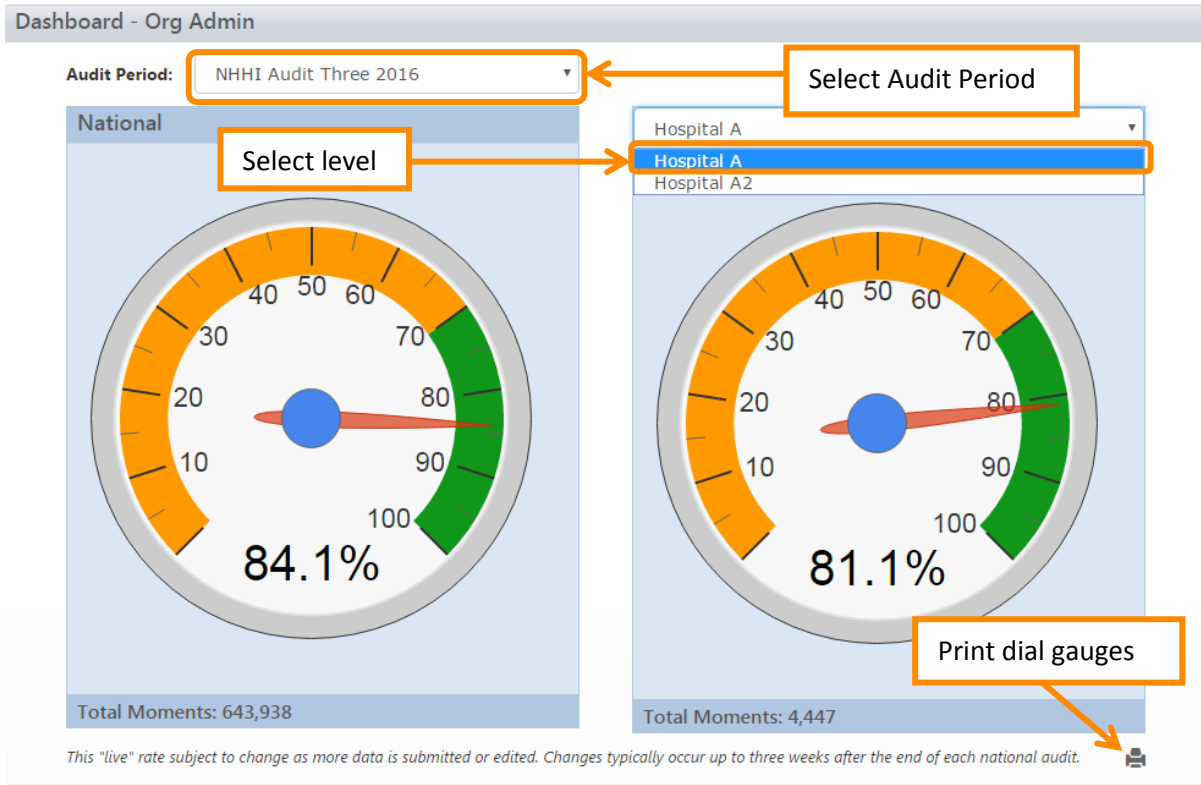 Dashboard - Org Admin
Audit Period:
NHHI Audit Three 2016
Select Audit Period
National
Hospital A
Select level
Hospital A
Hospital A2
10
20
30
40
50
60
70
80
90
100
84.1%
10
20
30
40
50
60
70
80
90
100
81.1%
Print dial gauges
Total Moments: 643,938
Total Moments: 4,447
This "live" rate subject to change as more data is submitted or edited. Changes typically occur up to three weeks after the end of each national audit.